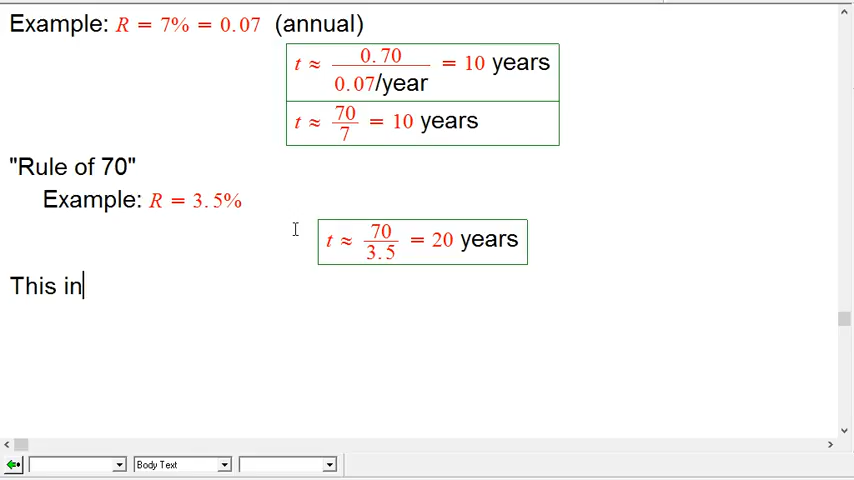 Example: R = 7% = 0.07 (annual)
t ≈ 0.70 / 0.07/year = 10 years
t ≈ 70 / 7 = 10 years
"Rule of 70"
Example: R = 3.5%
t ≈ 70 / 3.5 = 20 years
This in
Body Text